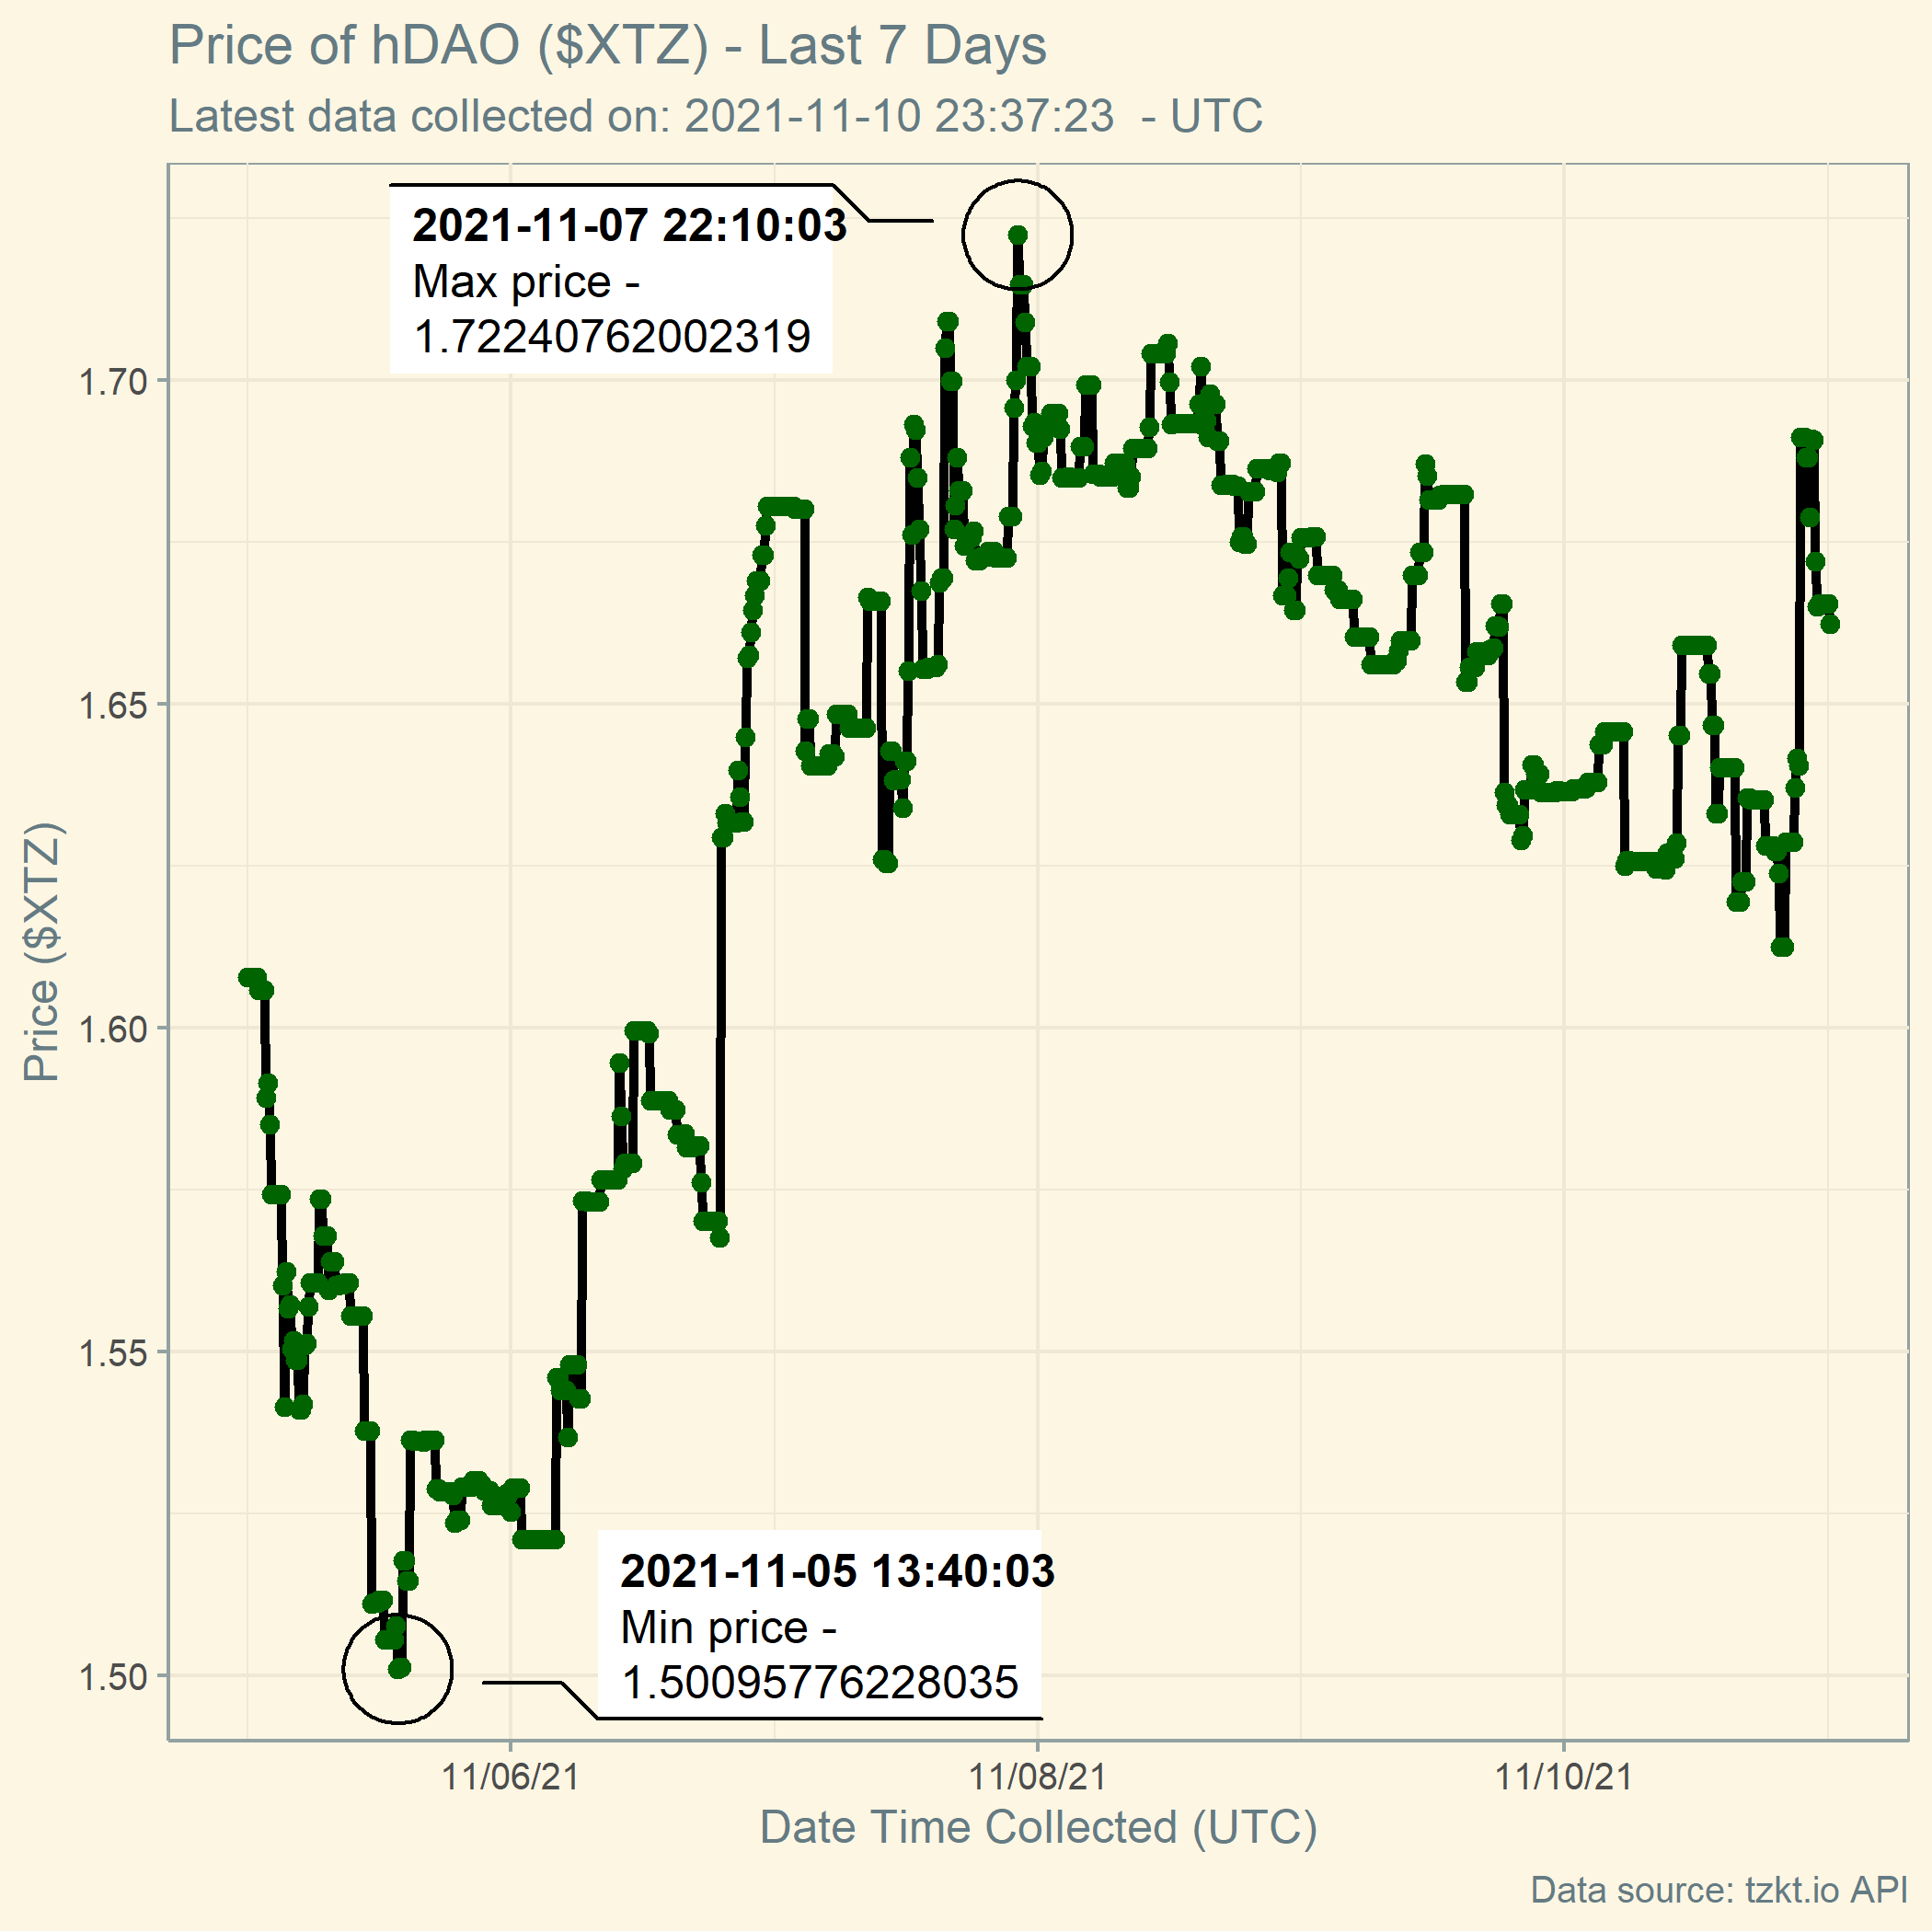 Price of hDAO ($XTZ) - Last 7 Days
Latest data collected on: 2021-11-10 23:37:23  - UTC
2021-11-07 22:10:03
Max price -
1.722407620023​19
1.70
1.65
1.60
1.55
1.50
Price ($XTZ)
2021-11-05 13:40:03
Min price -
1.50095776228035
11/06/21
11/08/21
11/10/21
Date Time Collected (UTC)
Data source: tzkt.io API